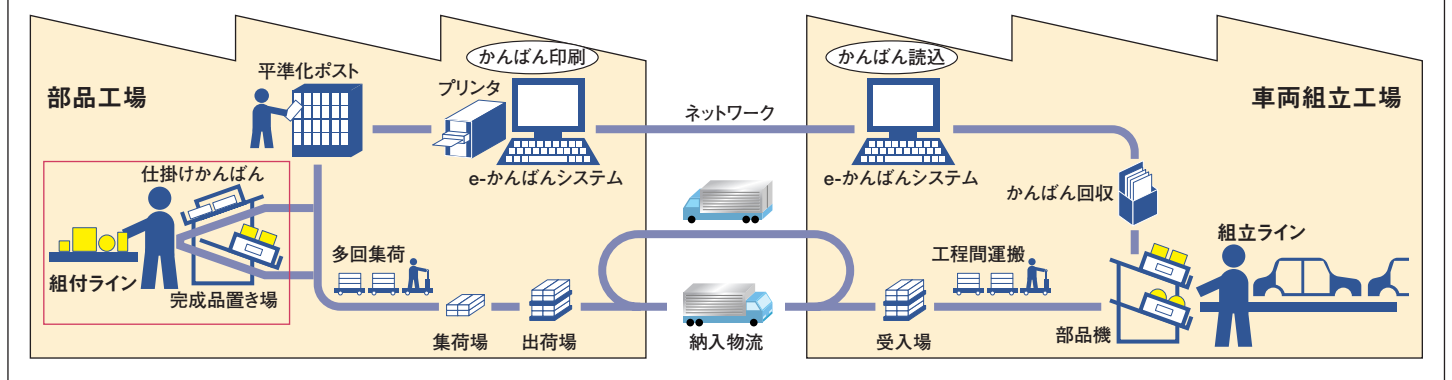 かんばん印刷
かんばん読込
平準化ポスト
プリンタ
部品工場
車両組立工場
ネットワーク
e-かんばんシステム
e-かんばんシステム
仕掛けかんばん
かんばん回収
組立ライン
多回集荷
工程間運搬
組付ライン
完成品置き場
部品機
集荷場
出荷場
納入物流
受入場